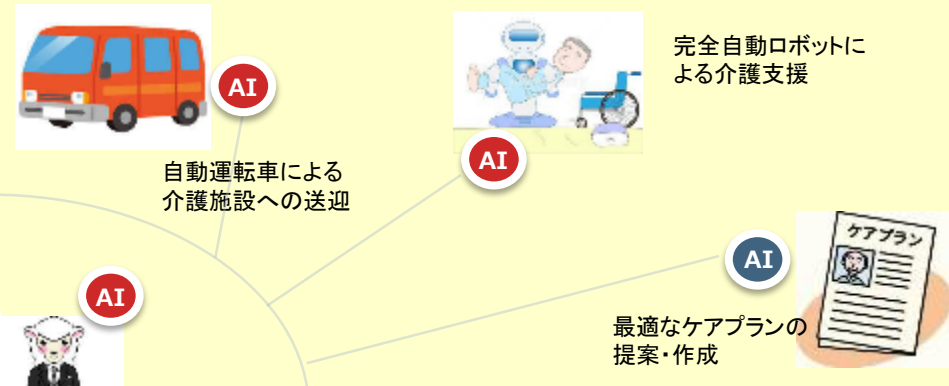 AI
自動運転車による
介護施設への送迎
AI
完全自動ロボットに
よる介護支援
AI
ケアプラン
最適なケアプランの
提案・作成
AI